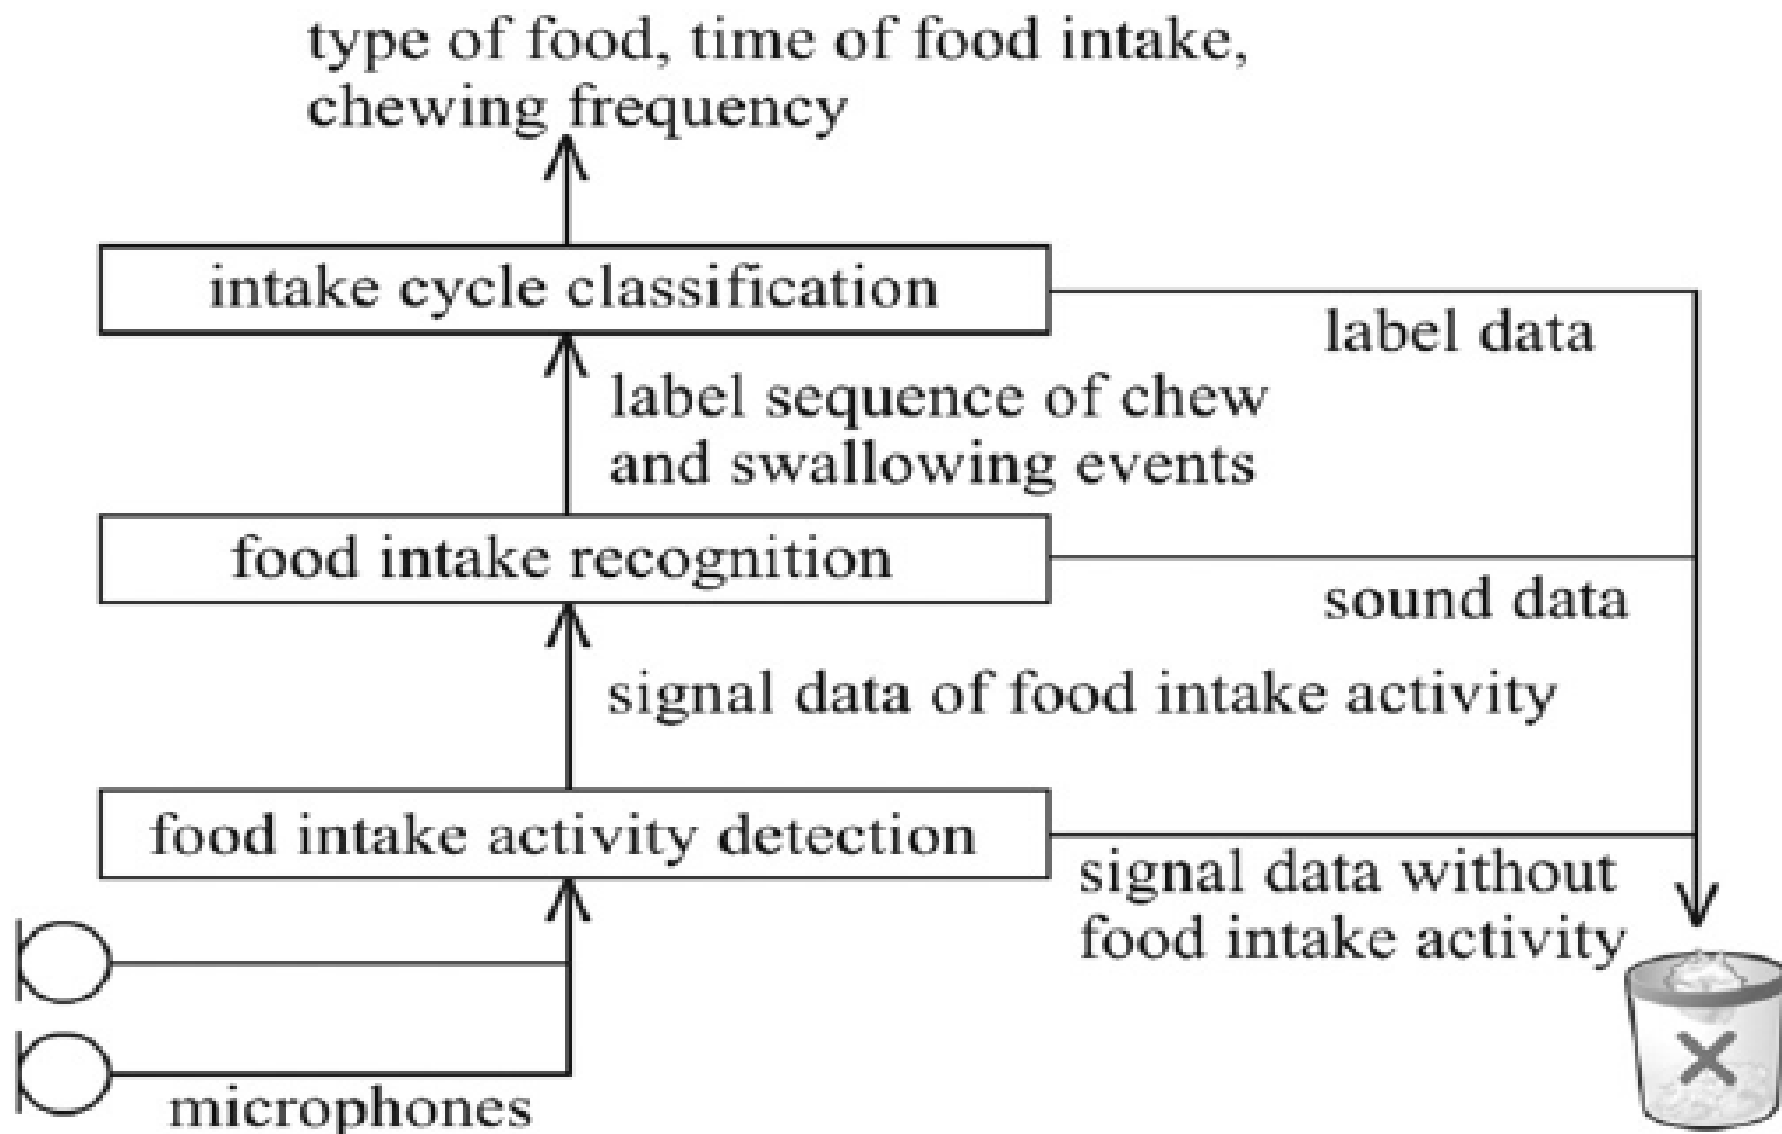 type of food, time of food intake,
chewing frequency
intake cycle classification
label data
label sequence of chew
and swallowing events
food intake recognition
sound data
signal data of food intake activity
food intake activity detection
signal data without
food intake activity
microphones